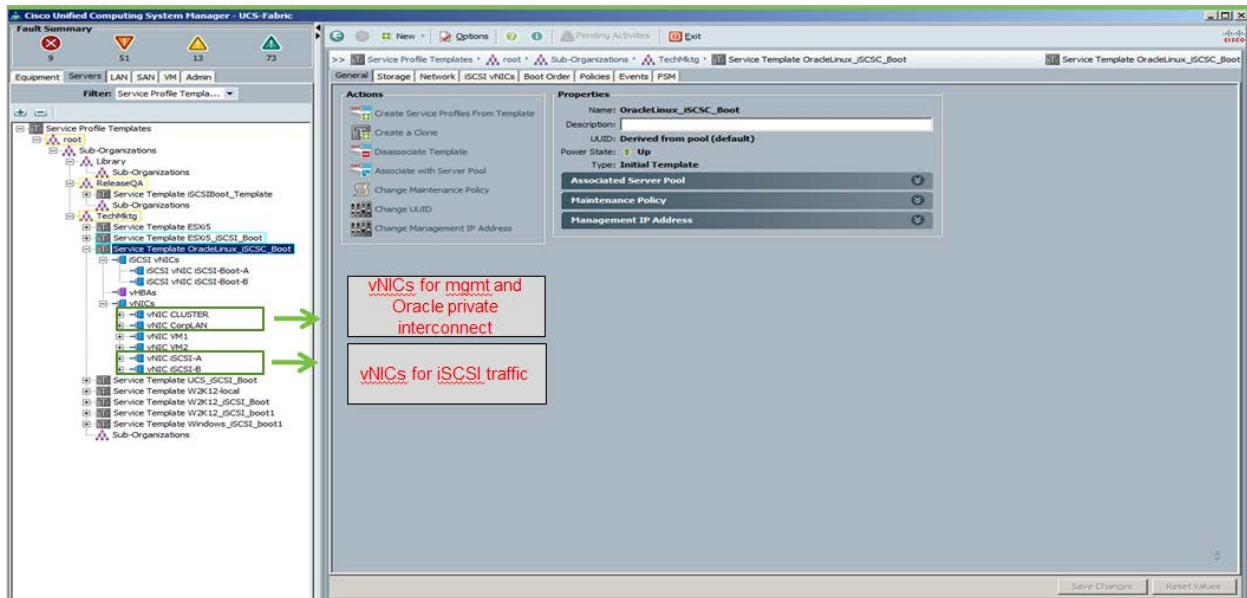 Cisco Unified Computing System Manager - UCS-Fabric
Fault Summary
9 51 13 73
New Options Pending Activities Exit
cisco
>> Service Profile Templates root Sub-Organizations TechMktg Service Template OracleLinux_iSCSC_Boot
Service Template OracleLinux_iSCSC_Boot
Equipment Servers LAN SAN VM Admin
Filter: Service Profile Templa...
Service Profile Templates
root
Sub-Organizations
Library
Sub-Organizations
ReleaseQA
Service Template iSCSIBoot_Template
Sub-Organizations
TechMktg
Service Template ESXi5
Service Template ESXi5_iSCSI_Boot
Service Template OracleLinux_iSCSC_Boot
iSCSI vNICs
iSCSI vNIC iSCSI-Boot-A
iSCSI vNIC iSCSI-Boot-B
vHBAs
vNICs
vNIC CLUSTER
vNIC CorpLAN
vNIC VM1
vNIC VM2
vNIC iSCSI-A
vNIC iSCSI-B
Service Template UCS_iSCSI_Boot
Service Template W2K12-local
Service Template W2K12_iSCSI_Boot
Service Template W2K12_iSCSI_boot1
Service Template Windows_iSCSI_boot1
Sub-Organizations
General Storage Network iSCSI vNICs Boot Order Policies Events FSM
Actions
Create Service Profiles From Template
Create a Clone
Disassociate Template
Associate with Server Pool
Change Maintenance Policy
Change UUID
Change Management IP Address
Properties
Name: OracleLinux_iSCSC_Boot
Description:
UUID: Derived from pool (default)
Power State: Up
Type: Initial Template
Associated Server Pool
Maintenance Policy
Management IP Address
vNICs for mgmt and
Oracle private
interconnect
vNICs for iSCSI traffic
5
Save Changes Reset Values